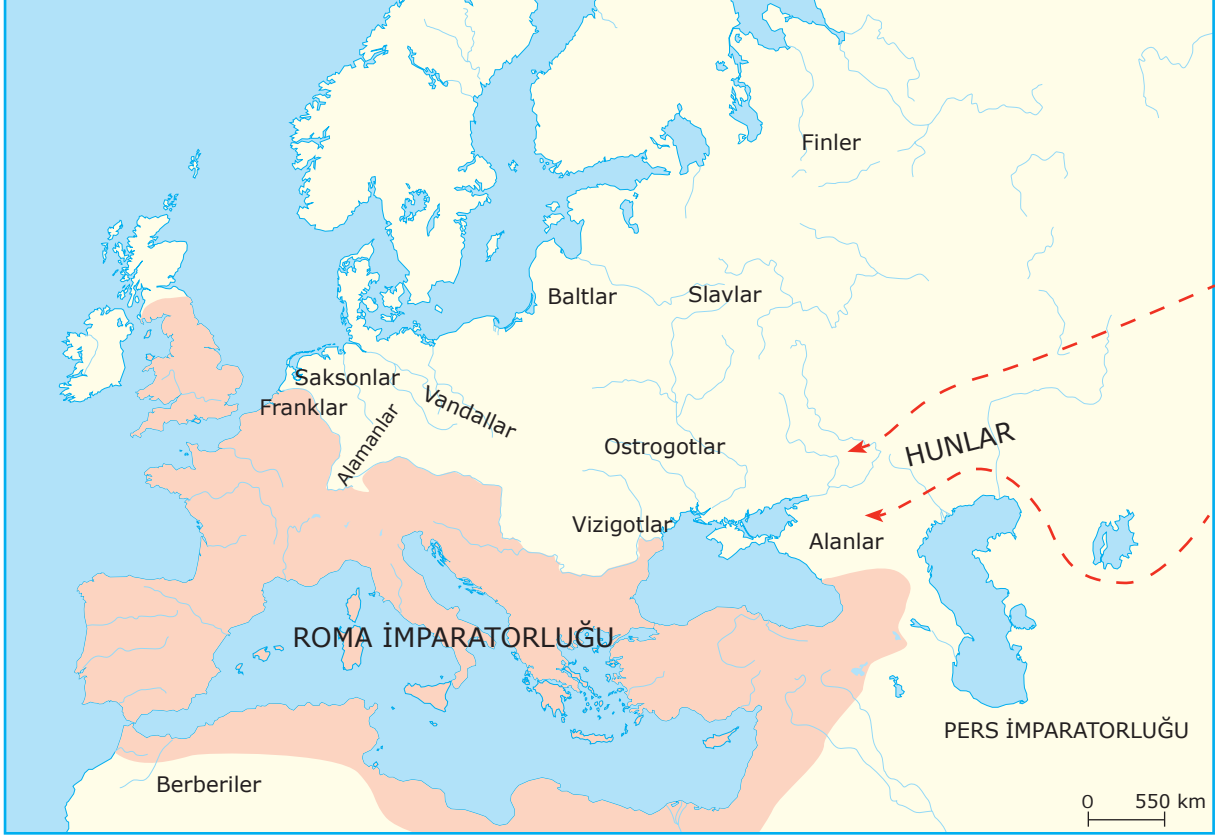 Finler
Baltlar
Slavlar
Saksonlar
Franklar
Alamanlar
Vandallar
Ostrogotlar
HUNLAR
Vizigotlar
Alanlar
ROMA İMPARATORLUĞU
PERS İMPARATORLUĞU
Berberiler
0 550 km